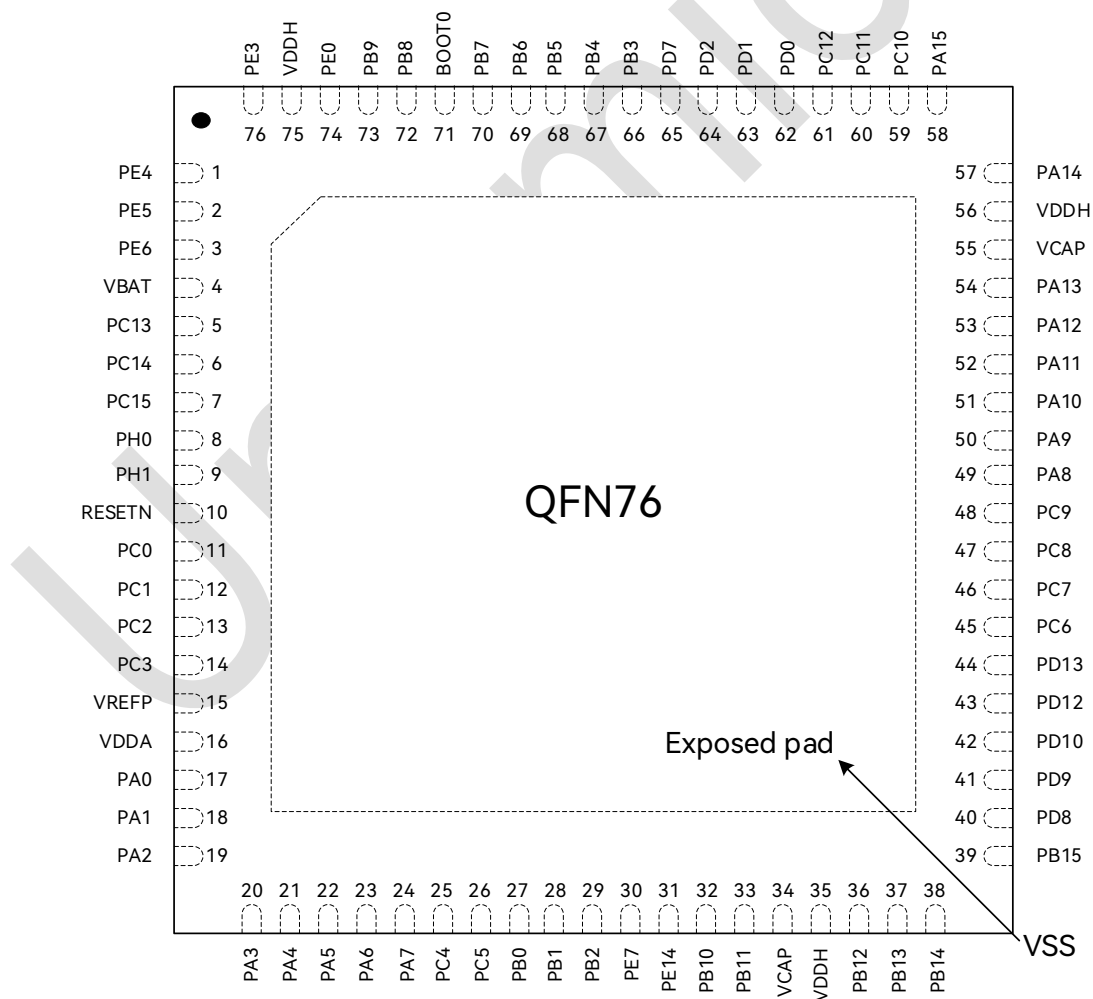 PE3 VDDH PE0 PB9 PB8 BOOT0 PB7 PB6 PB5 PB4 PB3 PD7 PD2 PD1 PD0 PC12 PC11 PC10 PA15
76 75 74 73 72 71 70 69 68 67 66 65 64 63 62 61 60 59 58
PE4 1 57 PA14
PE5 2 56 VDDH
PE6 3 55 VCAP
VBAT 4 54 PA13
PC13 5 53 PA12
PC14 6 52 PA11
PC15 7 51 PA10
PH0 8 50 PA9
PH1 9 49 PA8
QFN76
RESETN 10 48 PC9
PC0 11 47 PC8
PC1 12 46 PC7
PC2 13 45 PC6
PC3 14 44 PD13
VREFP 15 43 PD12
VDDA 16 Exposed pad 42 PD10
PA0 17 41 PD9
PA1 18 40 PD8
PA2 19 39 PB15
20 21 22 23 24 25 26 27 28 29 30 31 32 33 34 35 36 37 38
PA3 PA4 PA5 PA6 PA7 PC4 PC5 PB0 PB1 PB2 PE7 PE14 PB10 PB11 VCAP VDDH PB12 PB13 PB14
VSS